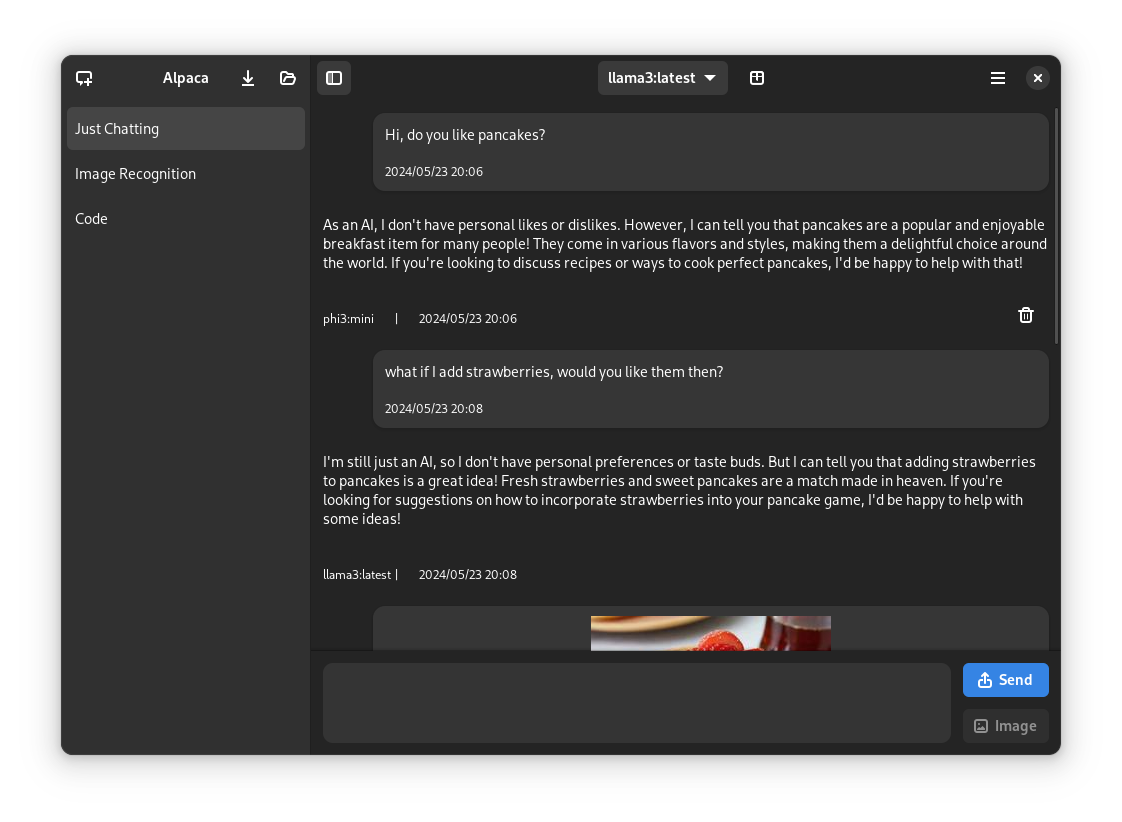 Alpaca
llama3:latest
Just Chatting
Image Recognition
Code
Hi, do you like pancakes?
2024/05/23 20:06
As an AI, I don't have personal likes or dislikes. However, I can tell you that pancakes are a popular and enjoyable
breakfast item for many people! They come in various flavors and styles, making them a delightful choice around
the world. If you're looking to discuss recipes or ways to cook perfect pancakes, I'd be happy to help with that!
phi3:mini | 2024/05/23 20:06
what if I add strawberries, would you like them then?
2024/05/23 20:08
I'm still just an AI, so I don't have personal preferences or taste buds. But I can tell you that adding strawberries
to pancakes is a great idea! Fresh strawberries and sweet pancakes are a match made in heaven. If you're
looking for suggestions on how to incorporate strawberries into your pancake game, I'd be happy to help with
some ideas!
llama3:latest | 2024/05/23 20:08
Send
Image